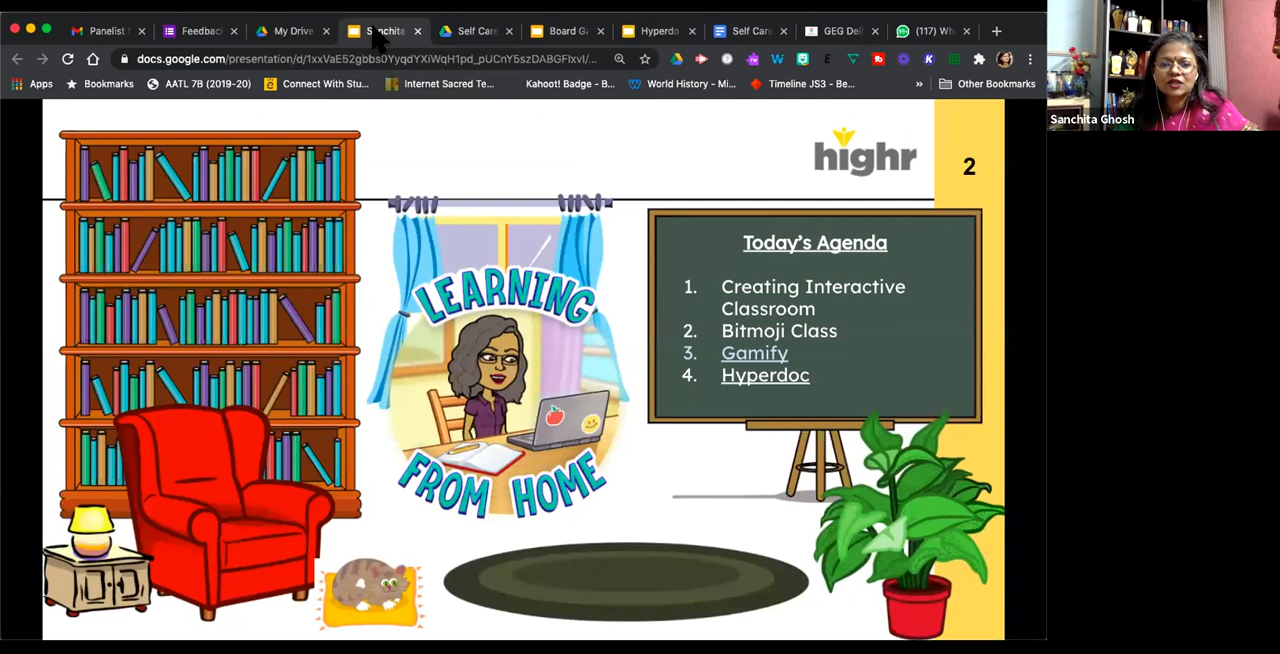 Panelist
Feedbac
My Drive
Sanchita
Self Care
Board Ga
Hyperdo
Self Care
GEG Del
(117) Wh
docs.google.com/presentation/d/1xxVaE52gbbs0YyqdYXiWqH1pd_pUCnY5szDABGFIxvI/...
Apps
Bookmarks
AATL 7B (2019-20)
Connect With Stu...
Internet Sacred Te...
Kahoot! Badge - B...
World History - Mi...
Timeline JS3 - Be...
»
Other Bookmarks
Sanchita Ghosh
highr
2
Today's Agenda
1. Creating Interactive
Classroom
2. Bitmoji Class
3. Gamify
4. Hyperdoc
LEARNING
FROM HOME